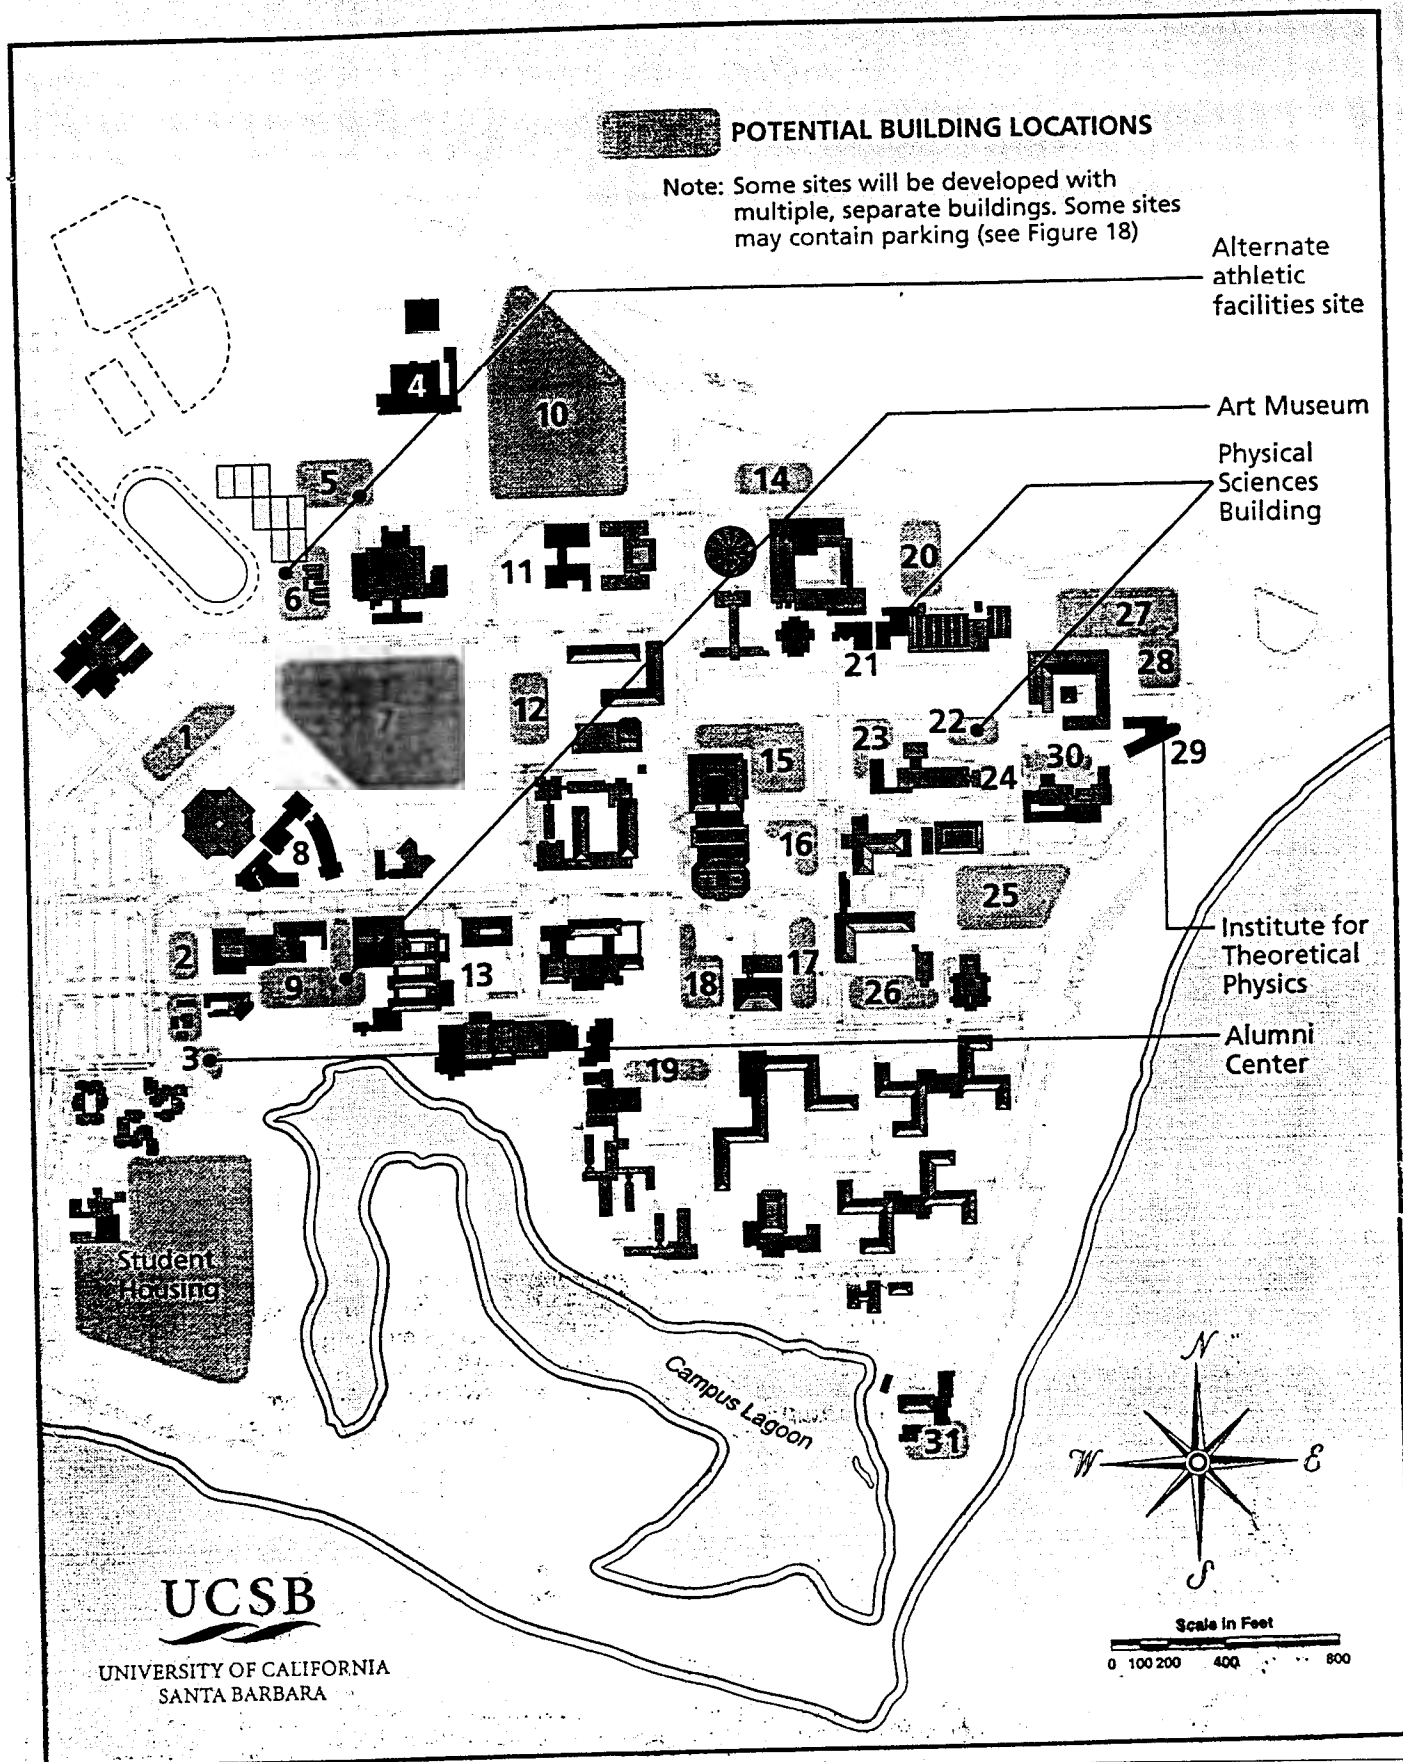 POTENTIAL BUILDING LOCATIONS
Note: Some sites will be developed with
multiple, separate buildings. Some sites
may contain parking (see Figure 18)
Alternate
athletic
facilities site
Art Museum
Physical
Sciences
Building
4
10
5
14
11
20
6
27
21
28
12
22
1
23
15
30
29
24
16
8
25
Institute for
Theoretical
Physics
2
13
17
9
18
26
Alumni
Center
3
19
Student
Housing
Campus Lagoon
31
N
W
E
S
UCSB
UNIVERSITY OF CALIFORNIA
SANTA BARBARA
Scale in Feet
0 100 200 400 800